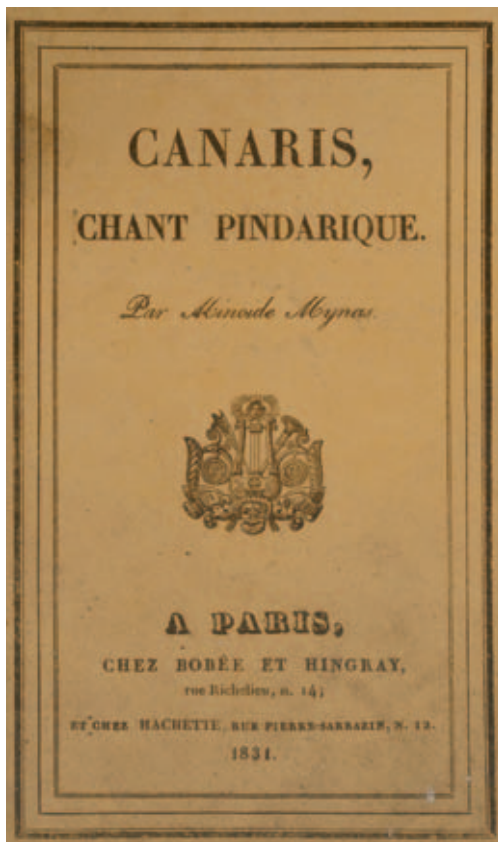 CANARIS,
CHANT PINDARIQUE.
Par Minoide Mynas.
A PARIS,
CHEZ BOBÉE ET HINGRAY,
rue Richelieu, n. 14;
ET CHEZ HACHETTE, RUE PIERRE-SARRAZIN, N. 12.
1831.